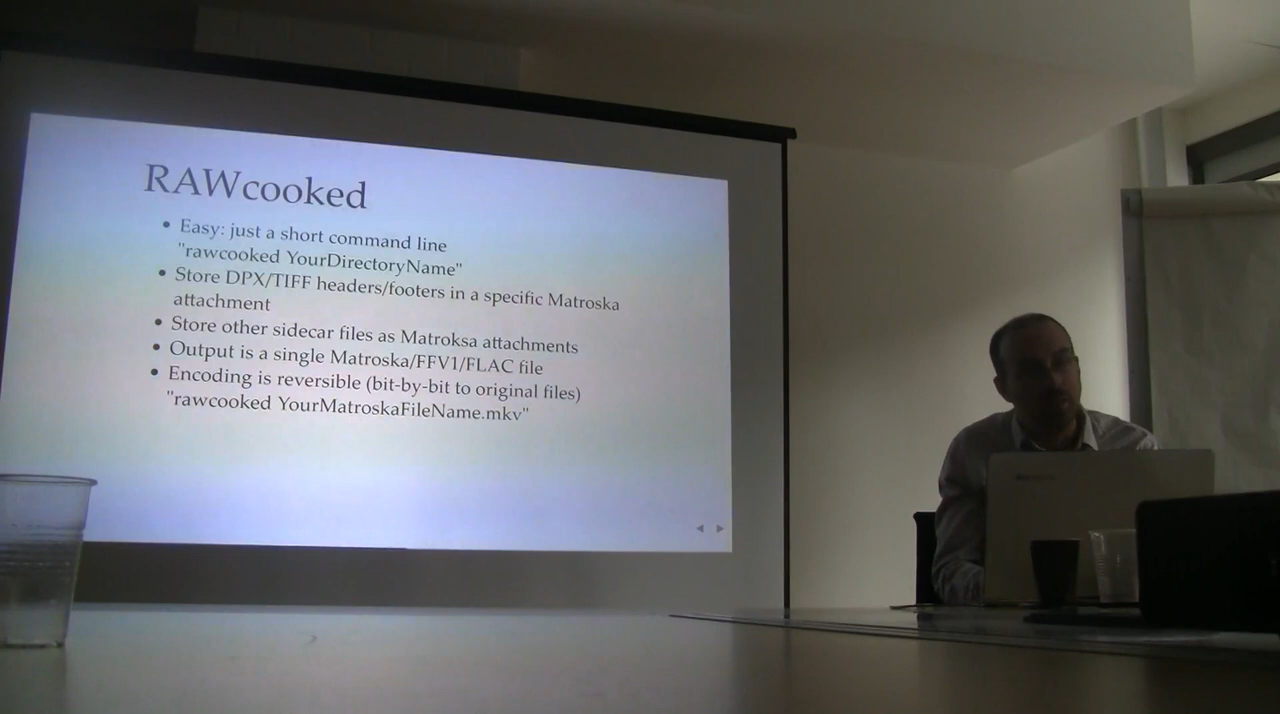 RAWcooked
• Easy: just a short command line
"rawcooked YourDirectoryName"
• Store DPX/TIFF headers/footers in a specific Matroska
attachment
• Store other sidecar files as Matroksa attachments
• Output is a single Matroska/FFV1/FLAC file
• Encoding is reversible (bit-by-bit to original files)
"rawcooked YourMatroskaFileName.mkv"